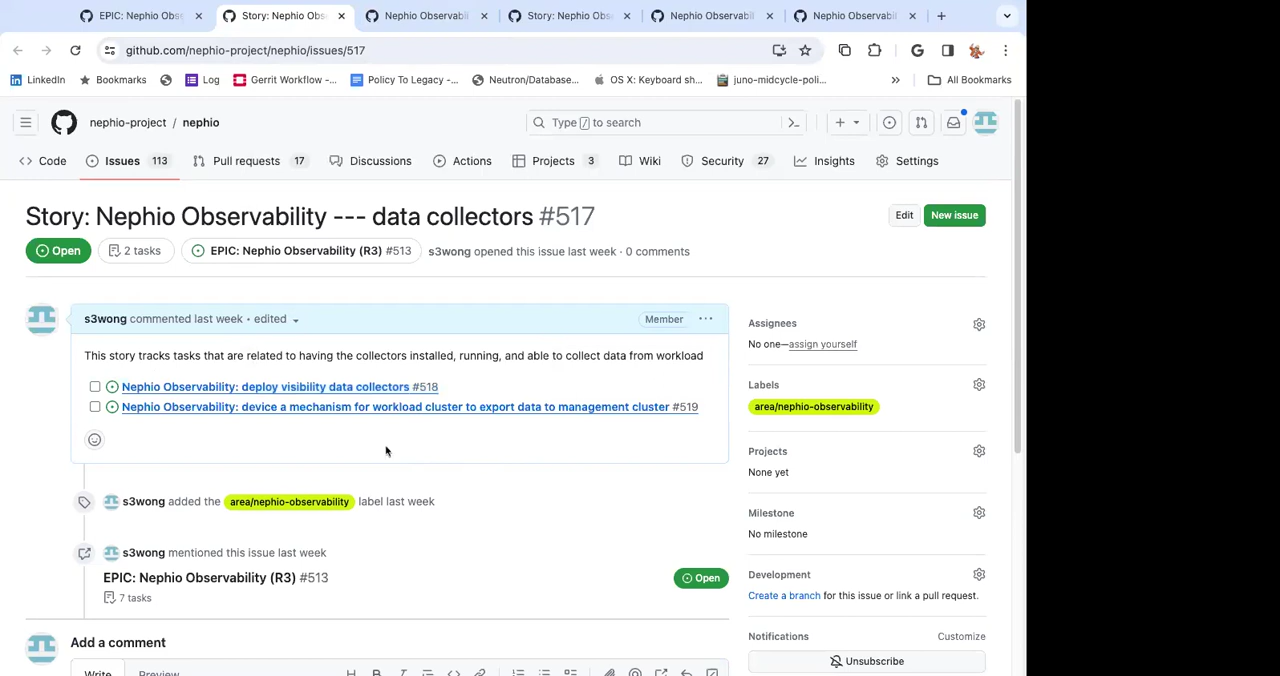 EPIC: Nephio Obse
Story: Nephio Obs
Nephio Observabili
Story: Nephio Obse
Nephio Observabil
Nephio Observabil
github.com/nephio-project/nephio/issues/517
LinkedIn
Bookmarks
Log
Gerrit Workflow -...
Policy To Legacy -...
Neutron/Database...
OS X: Keyboard sh...
juno-midcycle-poli...
All Bookmarks
nephio-project / nephio
Type / to search
Code
Issues 113
Pull requests 17
Discussions
Actions
Projects 3
Wiki
Security 27
Insights
Settings
Story: Nephio Observability --- data collectors #517
Edit
New issue
Open
2 tasks
EPIC: Nephio Observability (R3) #513
s3wong opened this issue last week · 0 comments
s3wong commented last week • edited
Member
This story tracks tasks that are related to having the collectors installed, running, and able to collect data from workload
Nephio Observability: deploy visibility data collectors #518
Nephio Observability: device a mechanism for workload cluster to export data to management cluster #519
s3wong added the area/nephio-observability label last week
s3wong mentioned this issue last week
EPIC: Nephio Observability (R3) #513
Open
7 tasks
Add a comment
Write
Preview
Assignees
No one—assign yourself
Labels
area/nephio-observability
Projects
None yet
Milestone
No milestone
Development
Create a branch for this issue or link a pull request.
Notifications
Customize
Unsubscribe